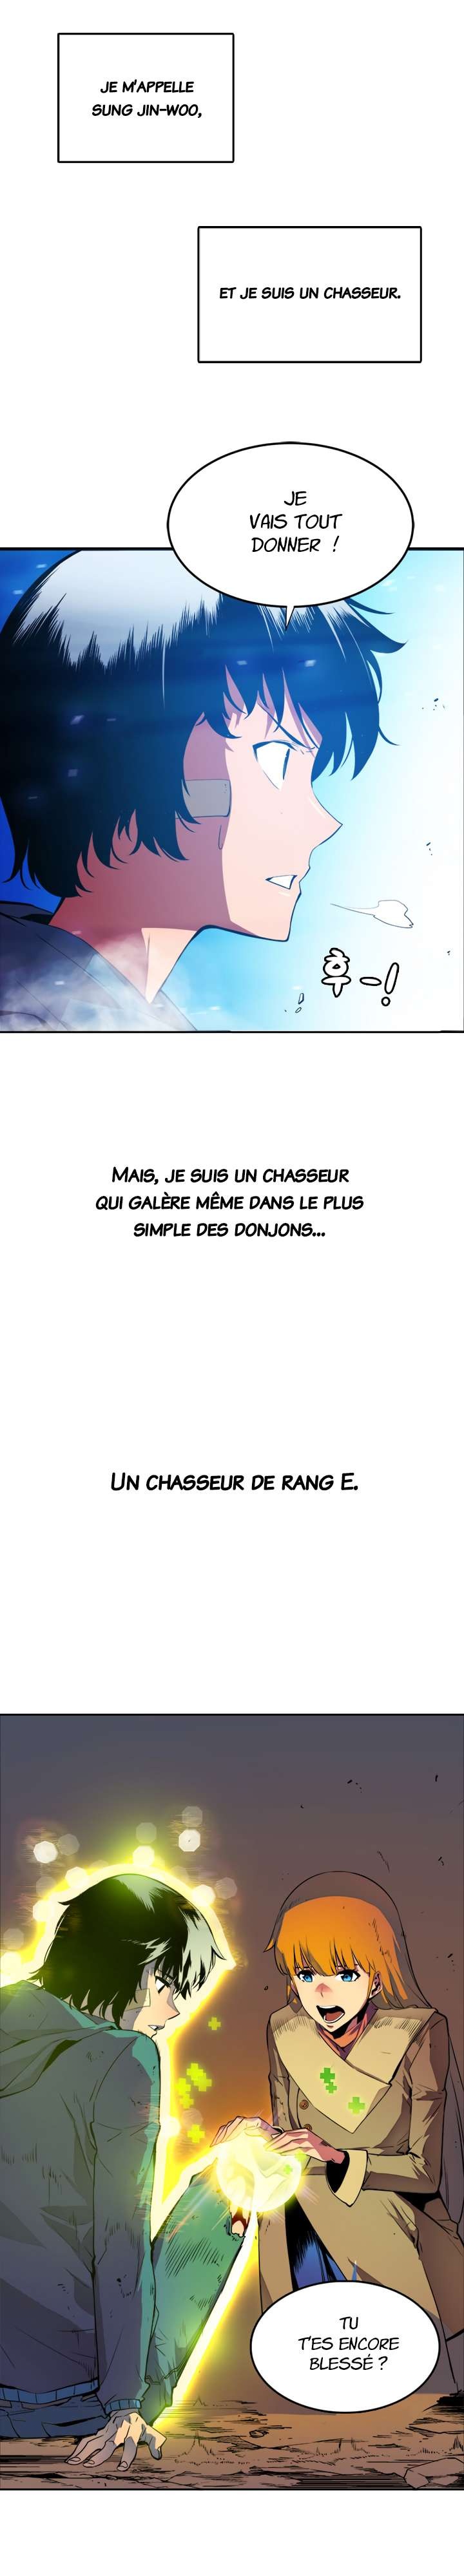 JE M'APPELLE
SUNG JIN-WOO,
ET JE SUIS UN CHASSEUR.
JE
VAIS TOUT
DONNER !
후-!
MAIS, JE SUIS UN CHASSEUR
QUI GALÈRE MÊME DANS LE PLUS
SIMPLE DES DONJONS...
UN CHASSEUR DE RANG E.
TU
T'ES ENCORE
BLESSÉ ?